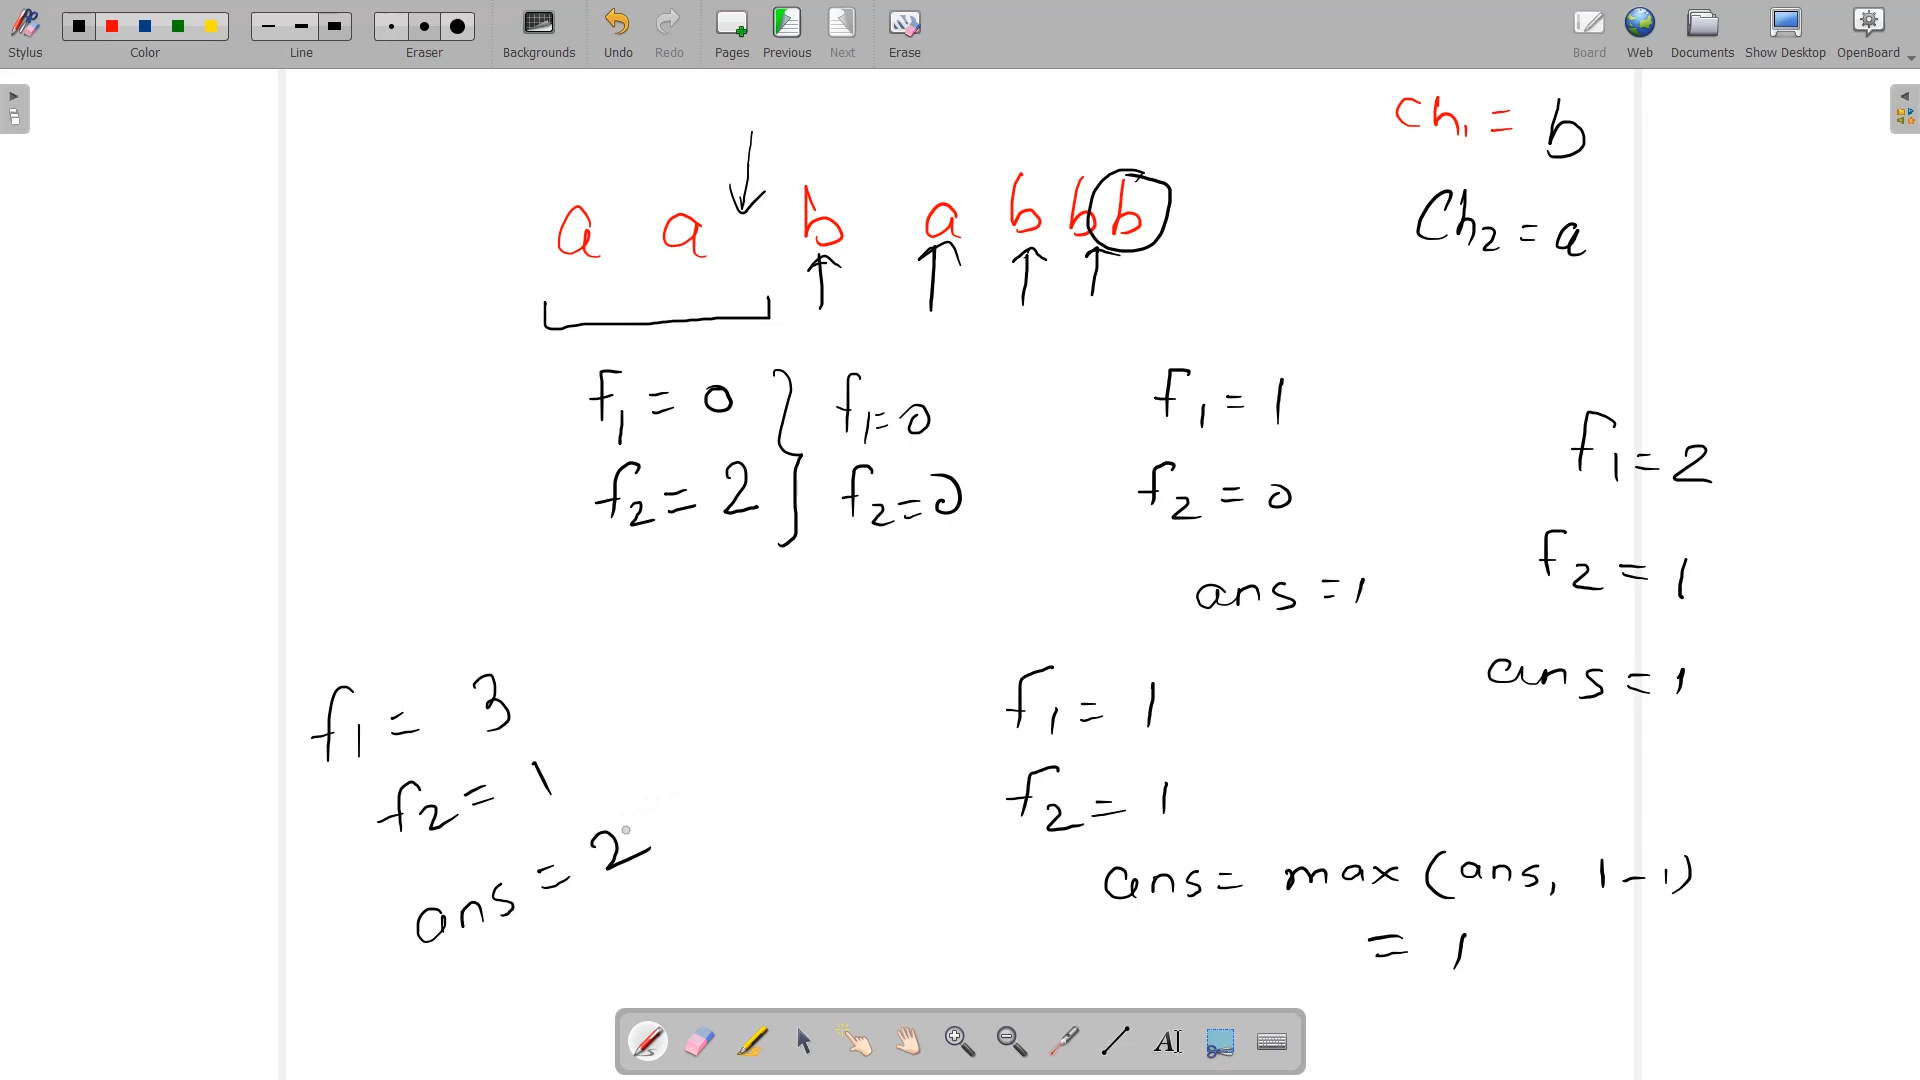 Stylus Color Line Eraser Backgrounds Undo Redo Pages Previous Next Erase Board Web Documents Show Desktop OpenBoard
ch1 = b
a a b a b b b
Ch2 = a
f1 = 0
f2 = 2
f1 = 0
f2 = 0
f1 = 1
f2 = 0
ans = 1
f1 = 2
f2 = 1
ans = 1
f1 = 3
f2 = 1
ans = 2
f1 = 1
f2 = 1
ans = max (ans, 1 - 1)
= 1